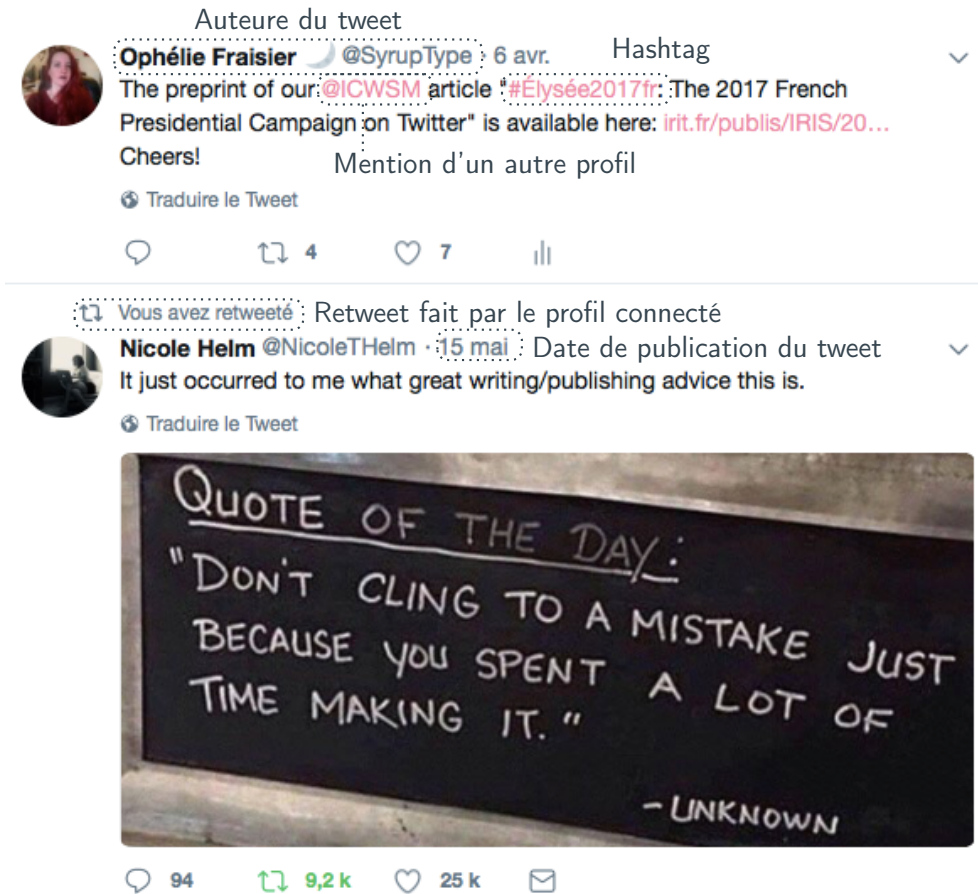 Auteure du tweet
Ophélie Fraisier 🌙 @SyrupType · 6 avr.
Hashtag
The preprint of our @ICWSM article "#Élysée2017fr: The 2017 French
Presidential Campaign on Twitter" is available here: irit.fr/publis/IRIS/20…
Cheers!
Mention d'un autre profil
Traduire le Tweet
4 7
Vous avez retweeté Retweet fait par le profil connecté
Nicole Helm @NicoleTHelm · 15 mai Date de publication du tweet
It just occurred to me what great writing/publishing advice this is.
Traduire le Tweet
QUOTE OF THE DAY:
"DON'T CLING TO A MISTAKE JUST
BECAUSE YOU SPENT A LOT OF
TIME MAKING IT."
- UNKNOWN
94 9,2 k 25 k